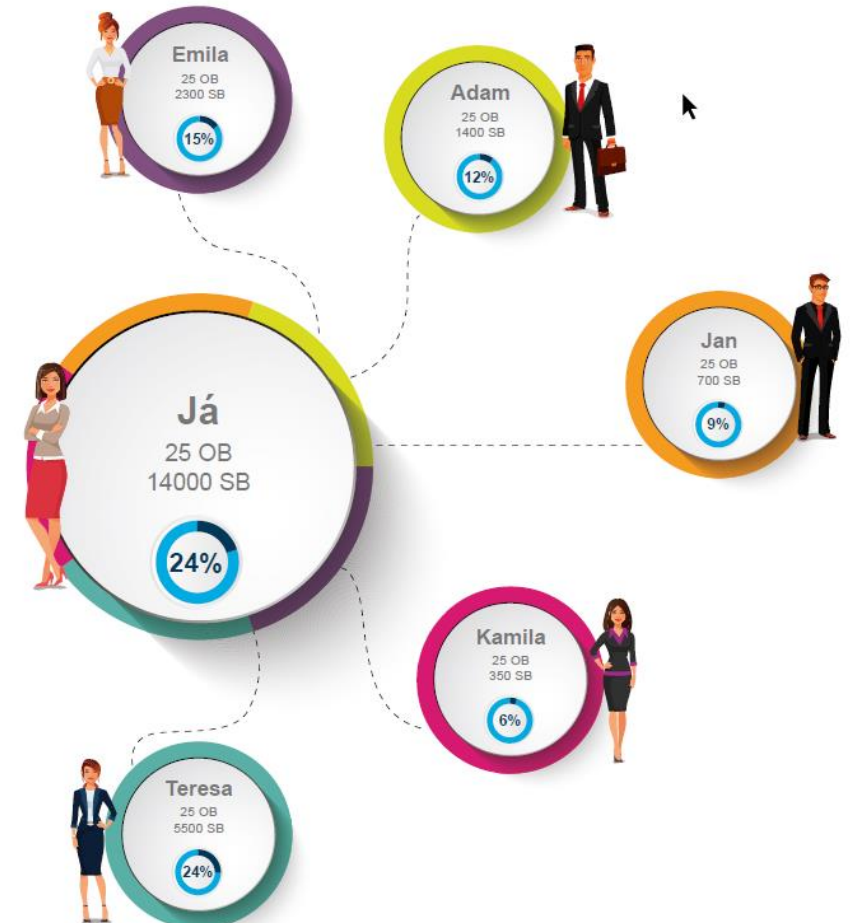 Emila
25 OB
2300 SB
15%
Adam
25 OB
1400 SB
12%
Jan
25 OB
700 SB
9%
Já
25 OB
14000 SB
24%
Kamila
25 OB
350 SB
6%
Teresa
25 OB
5500 SB
24%